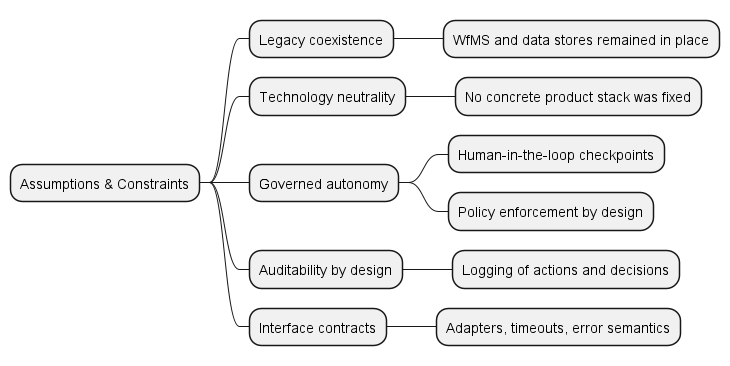 Assumptions & Constraints
Legacy coexistence
WfMS and data stores remained in place
Technology neutrality
No concrete product stack was fixed
Governed autonomy
Human-in-the-loop checkpoints
Policy enforcement by design
Auditability by design
Logging of actions and decisions
Interface contracts
Adapters, timeouts, error semantics